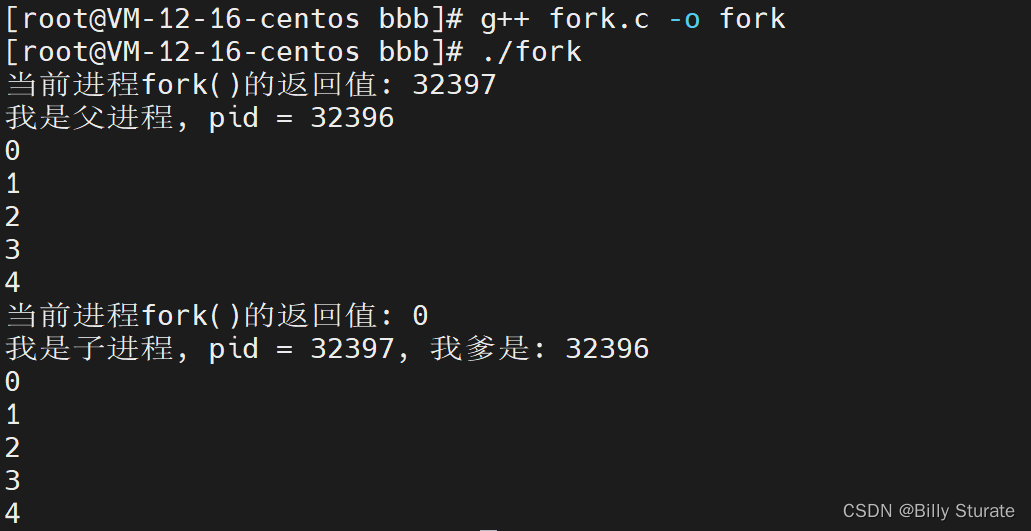 [root@VM-12-16-centos bbb]# g++ fork.c -o fork
[root@VM-12-16-centos bbb]# ./fork
当前进程fork()的返回值: 32397
我是父进程, pid = 32396
0
1
2
3
4
当前进程fork()的返回值: 0
我是子进程, pid = 32397, 我爹是: 32396
0
1
2
3
4
CSDN @Billy Sturate